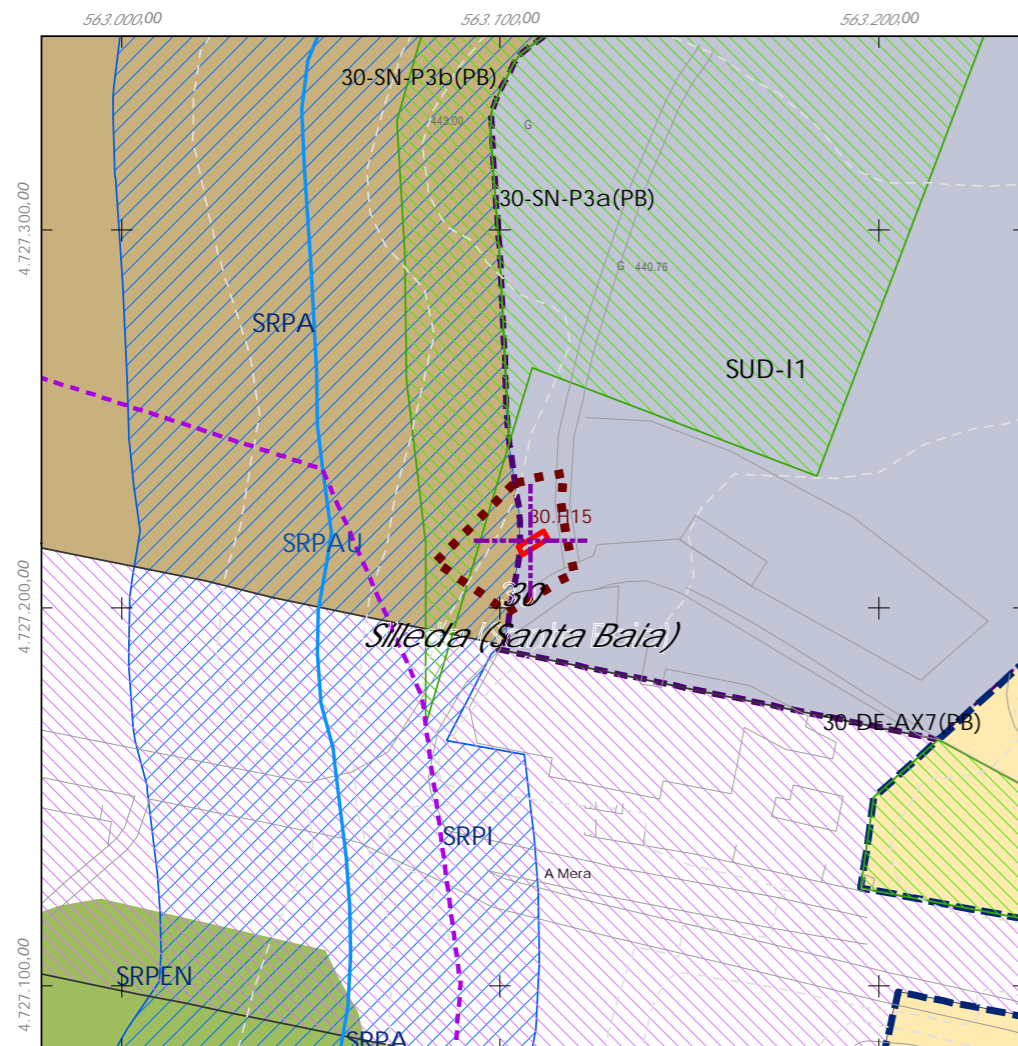 563.000,00
563.100,00
563.200,00
30-SN-P3b(PB)
443,00
G
30-SN-P3a(PB)
4.727.300,00
G 440.76
SRPA
SUD-I1
30.H15
SRPAU
4.727.200,00
30
Silleda (Santa Baia)
30-DE-AX7(PB)
SRPI
A Mera
4.727.100,00
SRPEN
SRPA